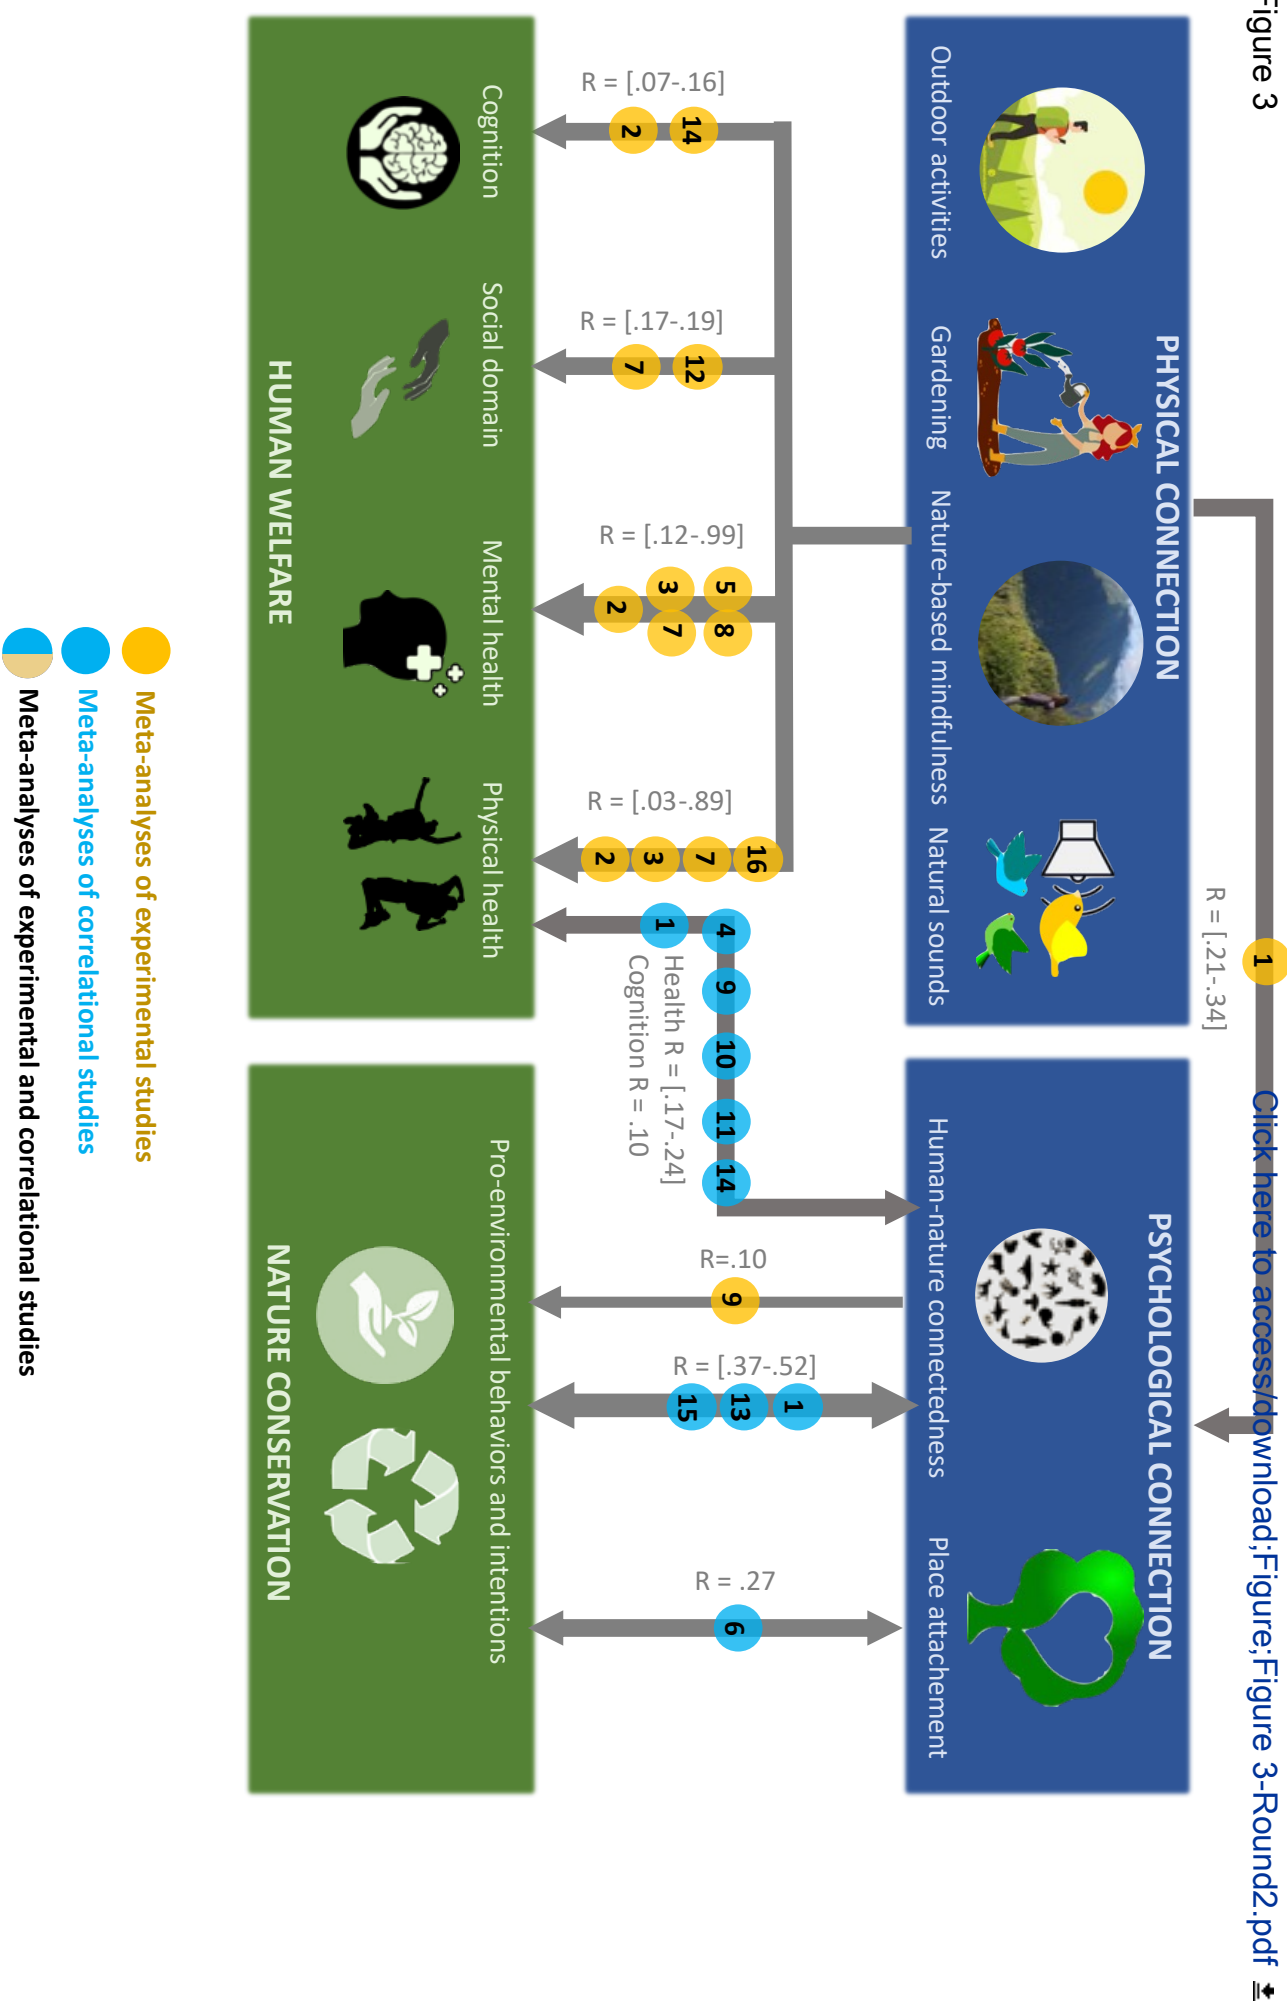 Figure 3
Click here to access/download;Figure;Figure 3-Round2.pdf
1
R = [.21-.34]
PHYSICAL CONNECTION
Outdoor activities
Gardening
Nature-based mindfulness
Natural sounds
PSYCHOLOGICAL CONNECTION
Human-nature connectedness
Place attachement
R = [.07-.16]
14
2
R = [.17-.19]
12
7
R = [.12-.99]
5
8
3
7
2
R = [.03-.89]
16
7
3
2
4
9
10
11
14
1
Health R = [.17-.24]
Cognition R = .10
R=.10
9
R = [.37-.52]
1
13
15
R = .27
6
Cognition
Social domain
Mental health
Physical health
HUMAN WELFARE
Pro-environmental behaviors and intentions
NATURE CONSERVATION
Meta-analyses of experimental studies
Meta-analyses of correlational studies
Meta-analyses of experimental and correlational studies